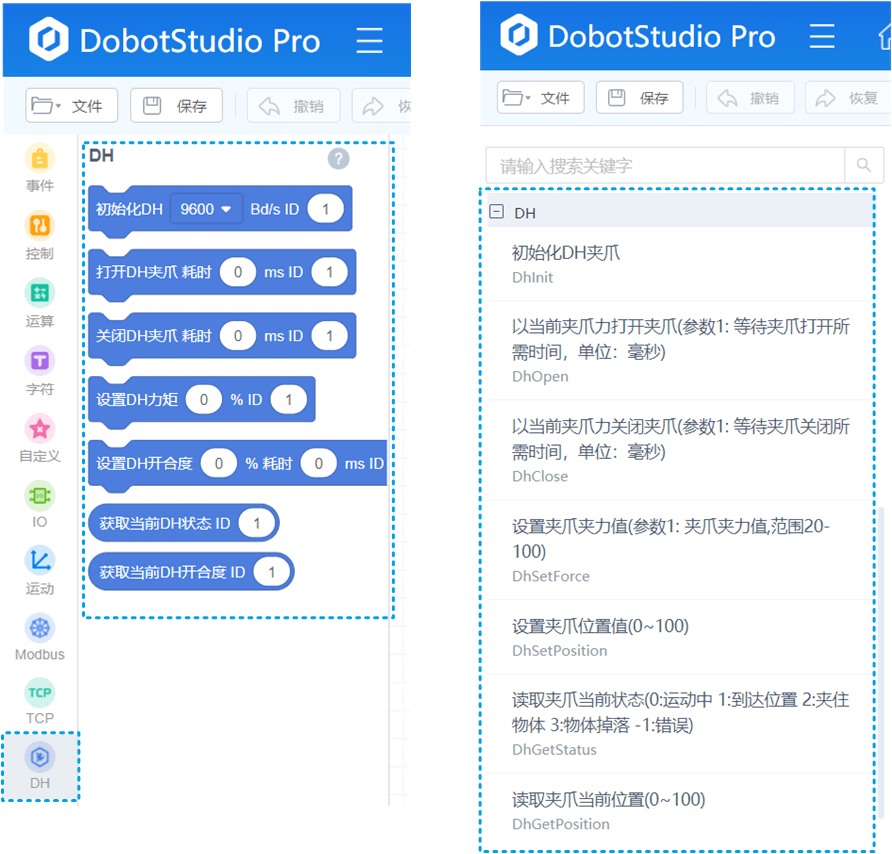 DobotStudio Pro
文件
保存
撤销
恢
事件
控制
运算
字符
自定义
IO
运动
Modbus
TCP
TCP
DH
DH
?
初始化DH 9600 Bd/s ID 1
打开DH夹爪 耗时 0 ms ID 1
关闭DH夹爪 耗时 0 ms ID 1
设置DH力矩 0 % ID 1
设置DH开合度 0 % 耗时 0 ms ID
获取当前DH状态 ID 1
获取当前DH开合度 ID 1
DobotStudio Pro
文件
保存
撤销
恢复
请输入搜索关键字
DH
初始化DH夹爪
DhInit
以当前夹爪力打开夹爪(参数1: 等待夹爪打开所
需时间，单位：毫秒)
DhOpen
以当前夹爪力关闭夹爪(参数1: 等待夹爪关闭所
需时间，单位：毫秒)
DhClose
设置夹爪夹力值(参数1: 夹爪夹力值,范围20-
100)
DhSetForce
设置夹爪位置值(0~100)
DhSetPosition
读取夹爪当前状态(0:运动中 1:到达位置 2:夹住
物体 3:物体掉落 -1:错误)
DhGetStatus
读取夹爪当前位置(0~100)
DhGetPosition